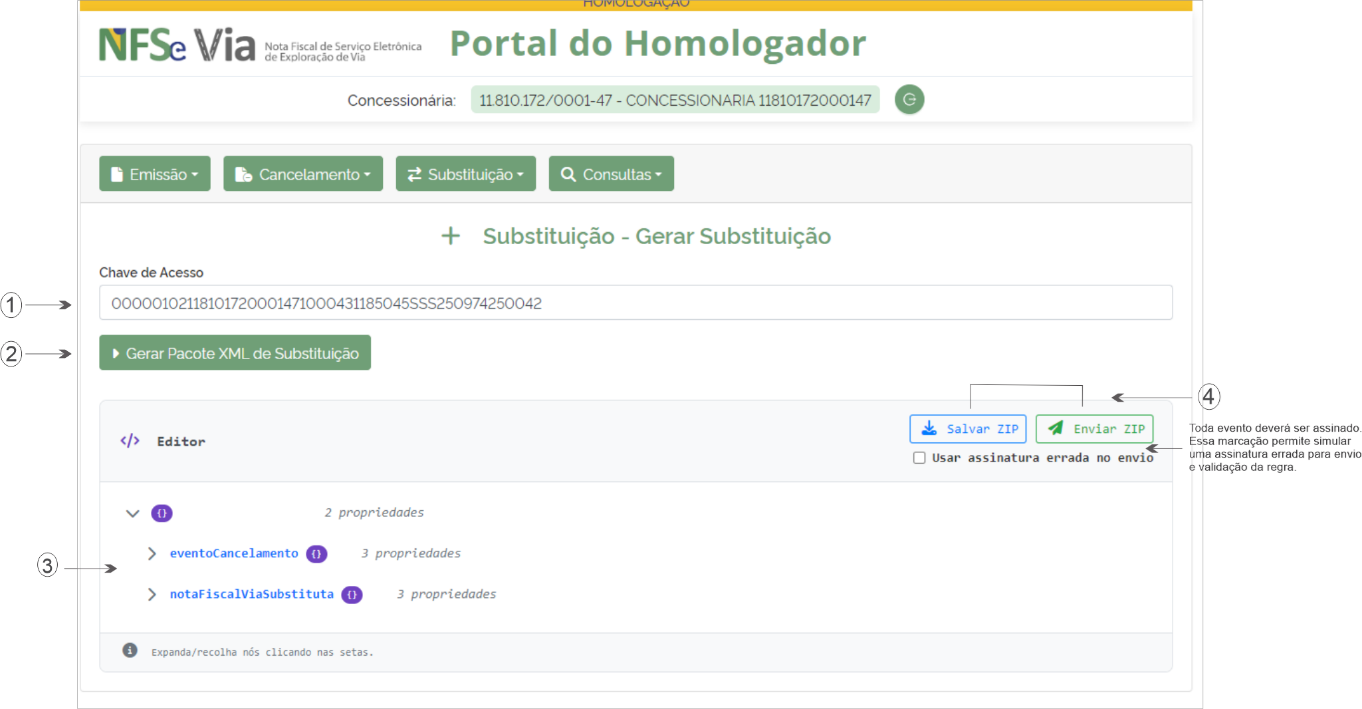 HOMOLOGAÇÃO
NFSe Via
Nota Fiscal de Serviço Eletrônica
de Exploração de Via
Portal do Homologador
Concessionária: 11.810.172/0001-47 - CONCESSIONARIA 11810172000147
Emissão Cancelamento Substituição Consultas
+ Substituição - Gerar Substituição
Chave de Acesso
1 00000102118101720001471000431185045SSS250974250042
2 Gerar Pacote XML de Substituição
4
</> Editor
Salvar ZIP Enviar ZIP
Usar assinatura errada no envio
Toda evento deverá ser assinado.
Essa marcação permite simular
uma assinatura errada para envio
e validação da regra.
{} 2 propriedades
3
eventoCancelamento {} 3 propriedades
notaFiscalViaSubstituta {} 3 propriedades
Expanda/recolha nós clicando nas setas.